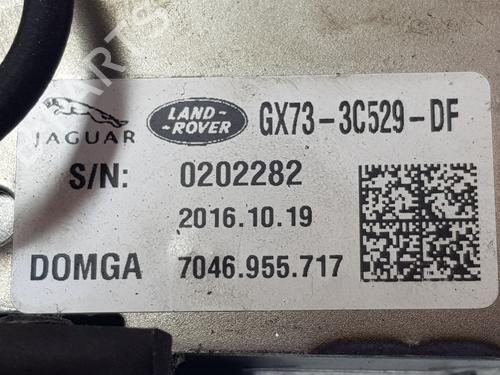 JAGUAR
LAND-
-ROVER
GX73-3C529-DF
S/N: 0202282
2016.10.19
DOMGA 7046.955.717